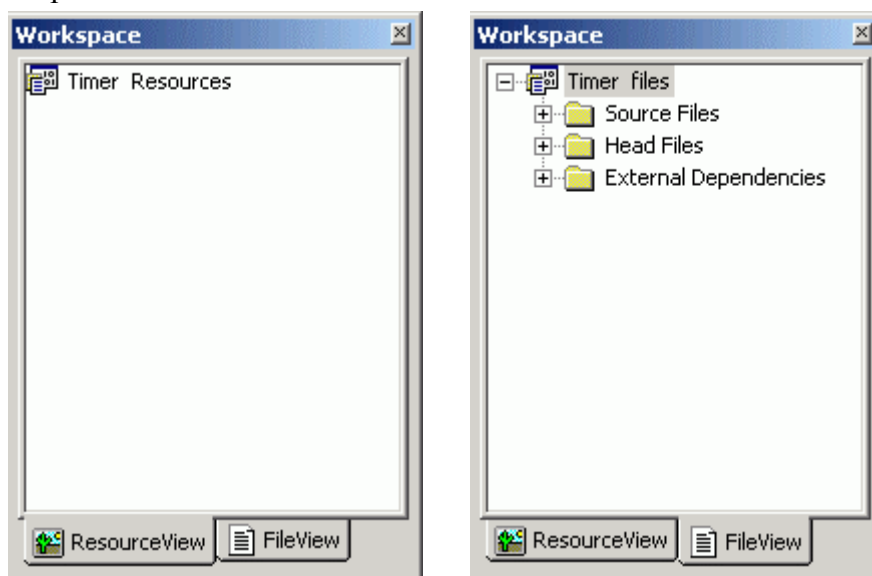 Workspace
Timer Resources
ResourceView FileView
Workspace
Timer files
Source Files
Head Files
External Dependencies
ResourceView FileView